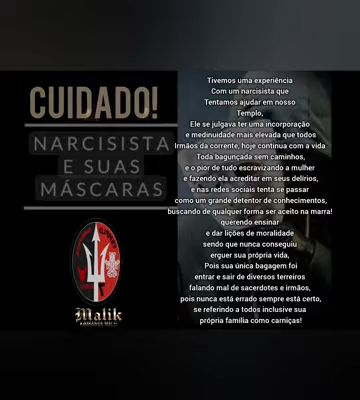 CUIDADO!
NARCISISTA
E SUAS
MÁSCARAS
Malik
Tivemos uma experiência
Com um narcisista que
Tentamos ajudar em nosso
Templo,
Ele se julgava ter uma incorporação
e medinuidade mais elevada que todos
Irmãos da corrente, hoje continua com a vida
Toda bagunçada sem caminhos,
e o pior de tudo escravizando a mulher
e fazendo ela acreditar em seus delírios,
e nas redes sociais tenta se passar
como um grande detentor de conhecimentos,
buscando de qualquer forma ser aceito na marra!
querendo ensinar
e dar lições de moralidade
sendo que nunca conseguiu
erguer sua própria vida,
Pois sua única bagagem foi
entrar e sair de diversos terreiros
falando mal de sacerdotes e irmãos,
pois nunca está errado sempre está certo,
se referindo a todos inclusive sua
própria família como carniças!